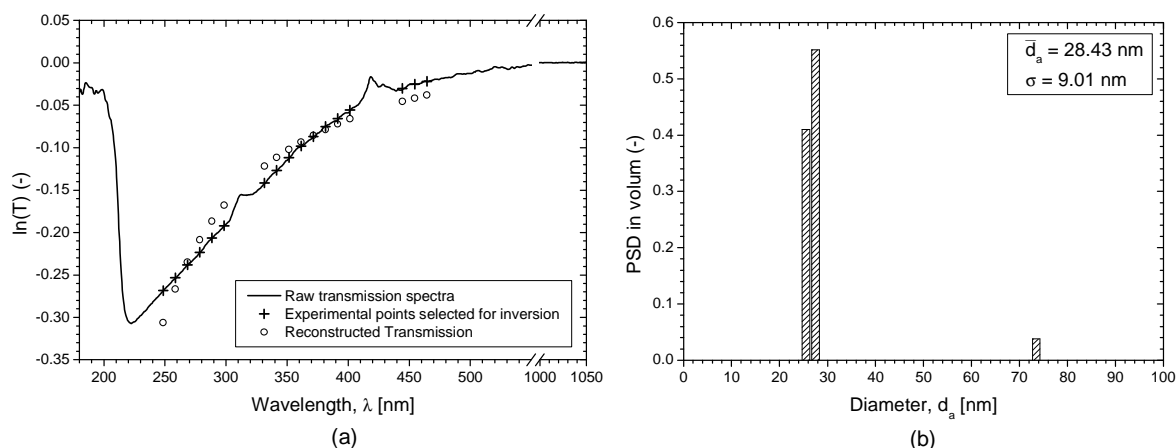 0.00
-0.05
-0.10
-0.15
-0.20
-0.25
-0.30
-0.35
ln(T) (-)
Raw transmission spectra
Experimental points selected for inversion
Reconstructed Transmission
200 250 300 350 400 450 500 1000 1050
Wavelength, λ [nm]
(a)
0.6
0.5
0.4
0.3
0.2
0.1
0.0
PSD in volum (-)
d̅ₐ = 28.43 nm
σ = 9.01 nm
0 10 20 30 40 50 60 70 80 90 100
Diameter, dₐ [nm]
(b)